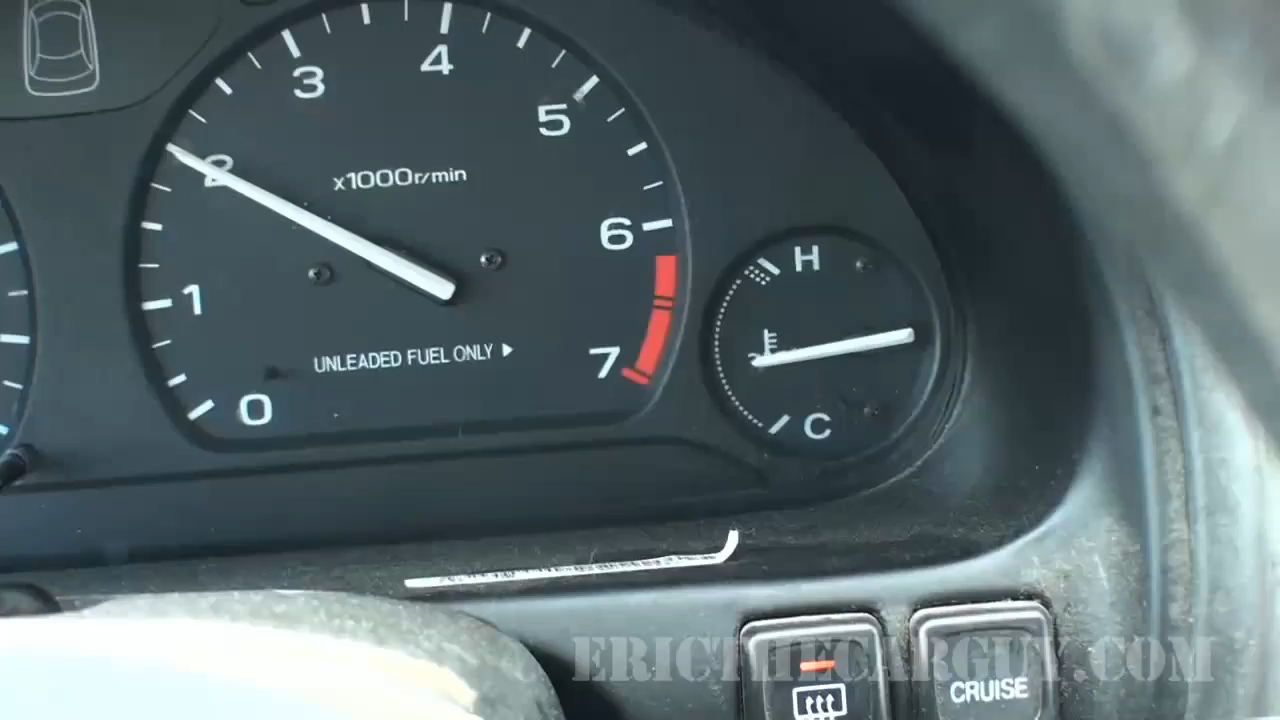 3
4
5
2
x1000r/min
6
1
UNLEADED FUEL ONLY
7
0
H
C
ERICTHECARGUY.COM
CRUISE